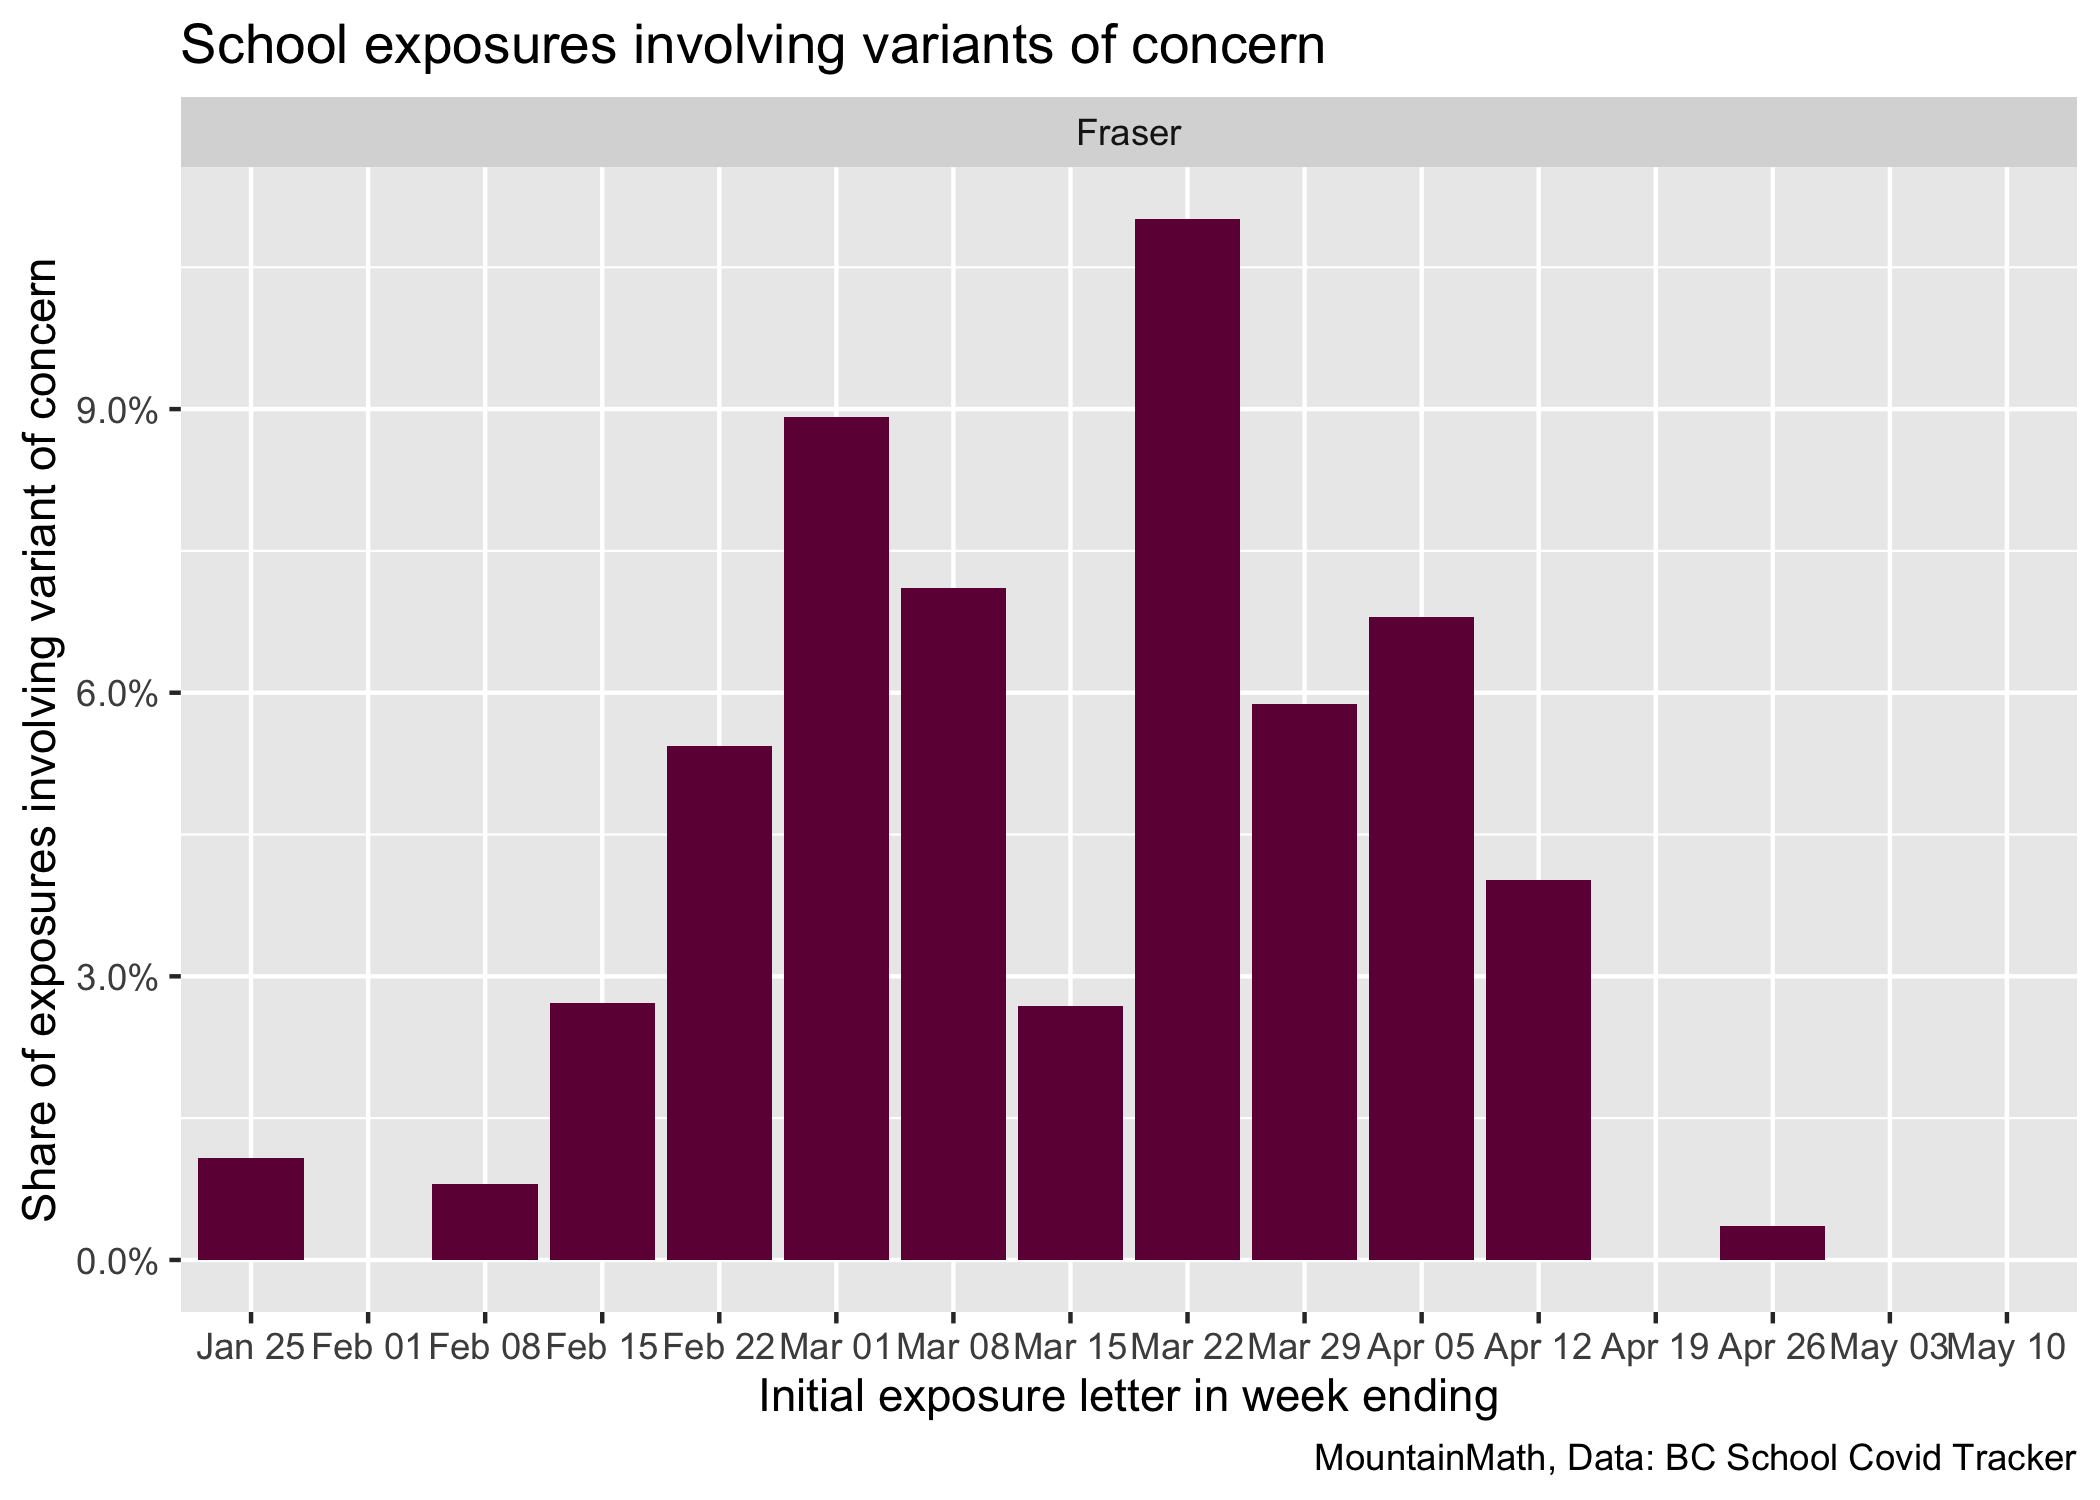 School exposures involving variants of concern
Fraser
Share of exposures involving variant of concern
9.0%
6.0%
3.0%
0.0%
Jan 25 Feb 01 Feb 08 Feb 15 Feb 22 Mar 01 Mar 08 Mar 15 Mar 22 Mar 29 Apr 05 Apr 12 Apr 19 Apr 26 May 03 May 10
Initial exposure letter in week ending
MountainMath, Data: BC School Covid Tracker